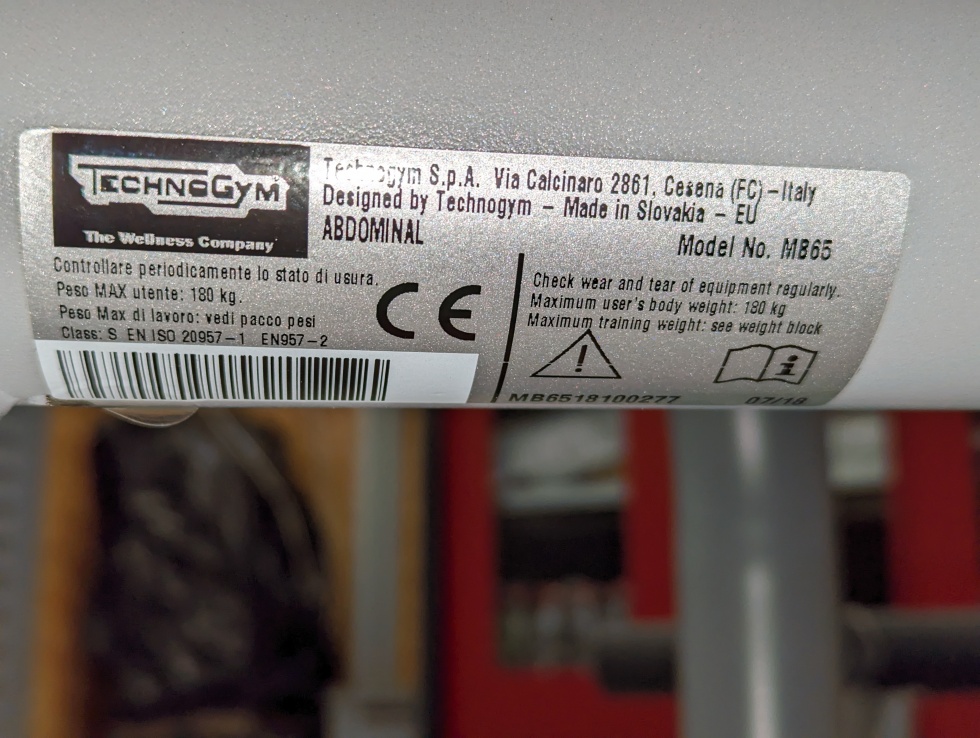 TECHNOGYM
The Wellness Company
Technogym S.p.A. Via Calcinaro 2861, Cesena (FC) – Italy
Designed by Technogym – Made in Slovakia – EU
ABDOMINAL
Model No. MB65
Controllare periodicamente lo stato di usura.
Peso MAX utente: 180 kg.
Peso Max di lavoro: vedi pacco pesi
Class: S EN ISO 20957-1 EN957-2
CE
Check wear and tear of equipment regularly.
Maximum user's body weight: 180 kg
Maximum training weight: see weight block
MB6518100277 07/18